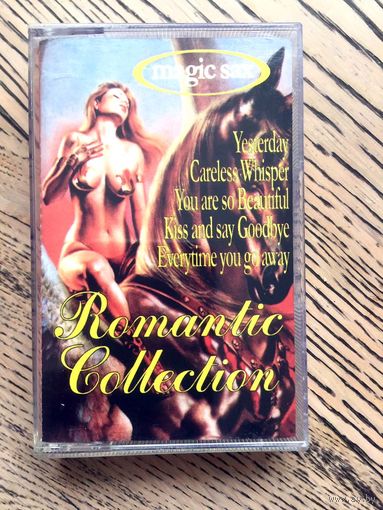 magic sax
Yesterday
Careless Whisper
You are so Beautiful
Kiss and say Goodbye
Everytime you go away
Romantic
Collection